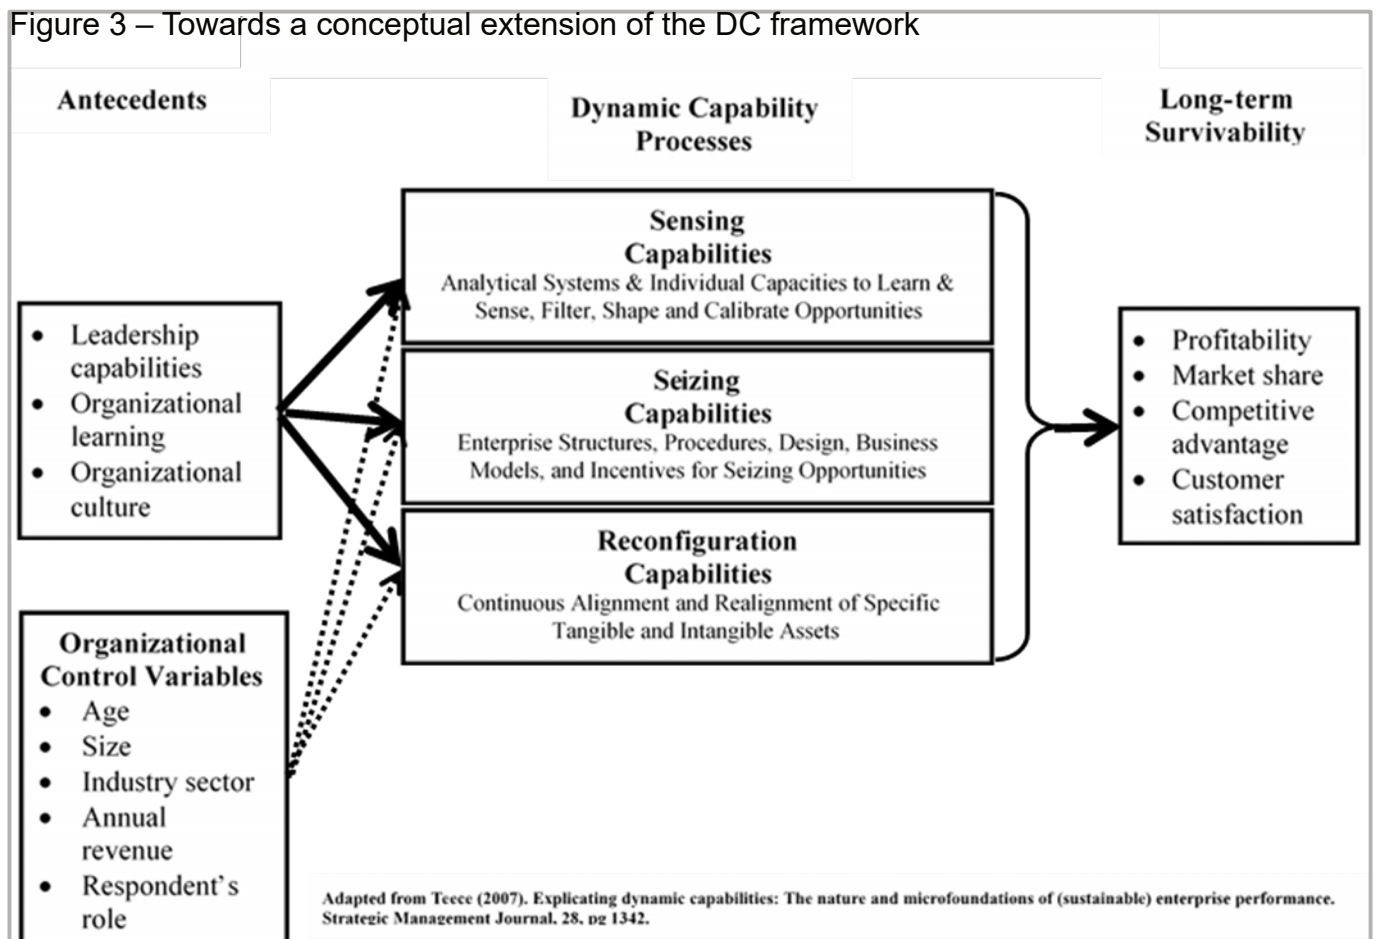 Figure 3 – Towards a conceptual extension of the DC framework
Antecedents
Dynamic Capability
Processes
Long-term
Survivability
Sensing
Capabilities
Analytical Systems & Individual Capacities to Learn &
Sense, Filter, Shape and Calibrate Opportunities
• Leadership
capabilities
• Organizational
learning
• Organizational
culture
Seizing
Capabilities
Enterprise Structures, Procedures, Design, Business
Models, and Incentives for Seizing Opportunities
• Profitability
• Market share
• Competitive
advantage
• Customer
satisfaction
Reconfiguration
Capabilities
Continuous Alignment and Realignment of Specific
Tangible and Intangible Assets
Organizational
Control Variables
• Age
• Size
• Industry sector
• Annual
revenue
• Respondent's
role
Adapted from Teece (2007). Explicating dynamic capabilities: The nature and microfoundations of (sustainable) enterprise performance.
Strategic Management Journal, 28, pg 1342.